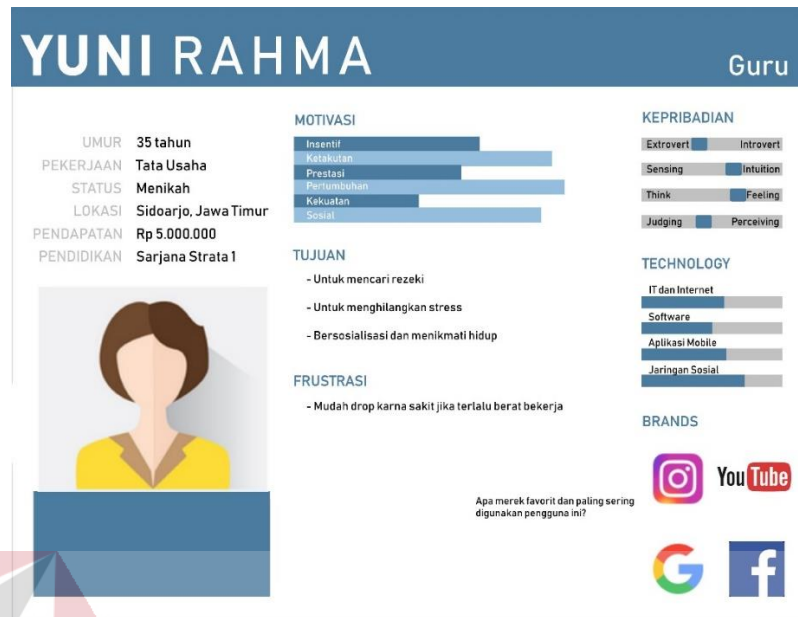 YUNI RAHMA
Guru
UMUR 35 tahun
PEKERJAAN Tata Usaha
STATUS Menikah
LOKASI Sidoarjo, Jawa Timur
PENDAPATAN Rp 5.000.000
PENDIDIKAN Sarjana Strata 1
MOTIVASI
Insentif
Ketakutan
Prestasi
Pertumbuhan
Kekuatan
Sosial
TUJUAN
- Untuk mencari rezeki
- Untuk menghilangkan stress
- Bersosialisasi dan menikmati hidup
FRUSTRASI
- Mudah drop karna sakit jika terlalu berat bekerja
Apa merek favorit dan paling sering
digunakan pengguna ini?
KEPRIBADIAN
Extrovert Introvert
Sensing Intuition
Think Feeling
Judging Perceiving
TECHNOLOGY
IT dan Internet
Software
Aplikasi Mobile
Jaringan Sosial
BRANDS
YouTube